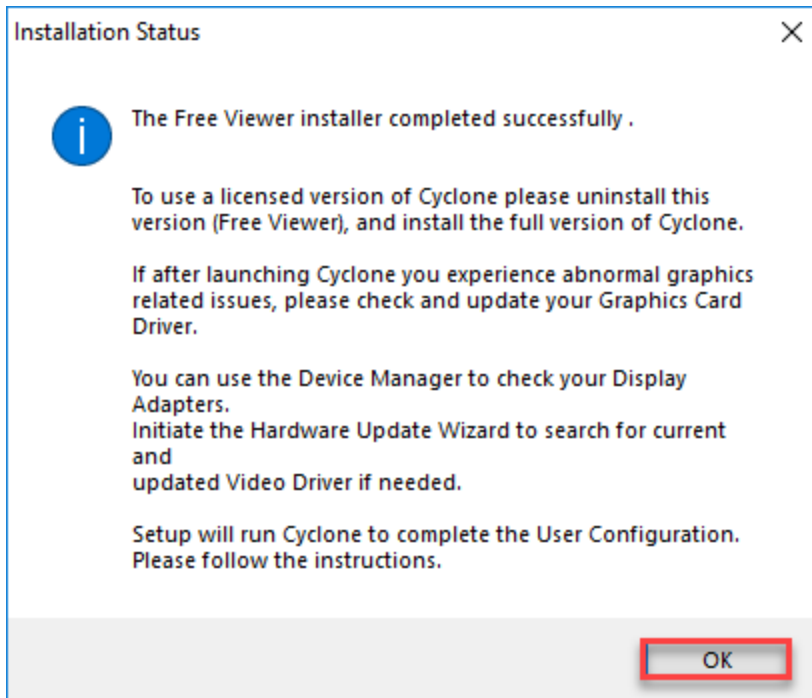 Installation Status
The Free Viewer installer completed successfully .
To use a licensed version of Cyclone please uninstall this
version (Free Viewer), and install the full version of Cyclone.
If after launching Cyclone you experience abnormal graphics
related issues, please check and update your Graphics Card
Driver.
You can use the Device Manager to check your Display
Adapters.
Initiate the Hardware Update Wizard to search for current
and
updated Video Driver if needed.
Setup will run Cyclone to complete the User Configuration.
Please follow the instructions.
OK